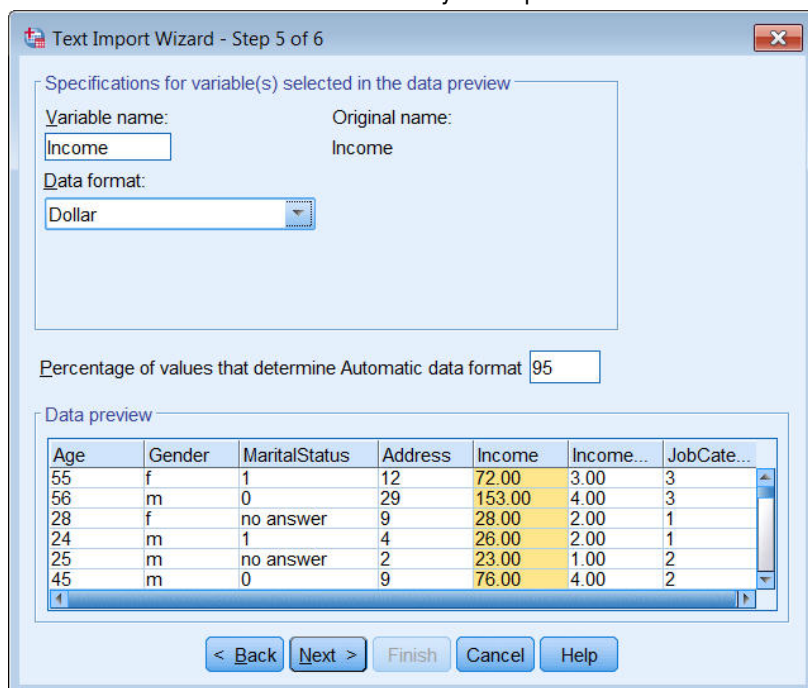 Text Import Wizard - Step 5 of 6
Specifications for variable(s) selected in the data preview
Variable name: Original name:
Income Income
Data format:
Dollar
Percentage of values that determine Automatic data format 95
Data preview
Age Gender MaritalStatus Address Income Income... JobCate...
55 f 1 12 72.00 3.00 3
56 m 0 29 153.00 4.00 3
28 f no answer 9 28.00 2.00 1
24 m 1 4 26.00 2.00 1
25 m no answer 2 23.00 1.00 2
45 m 0 9 76.00 4.00 2
< Back Next > Finish Cancel Help